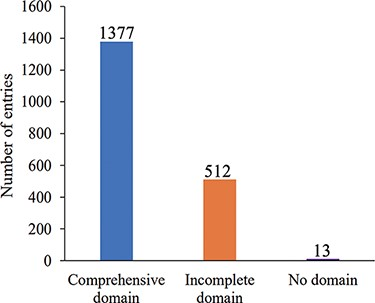 Number of entries
1600
1400
1200
1000
800
600
400
200
0
1377
512
13
Comprehensive
domain
Incomplete
domain
No domain